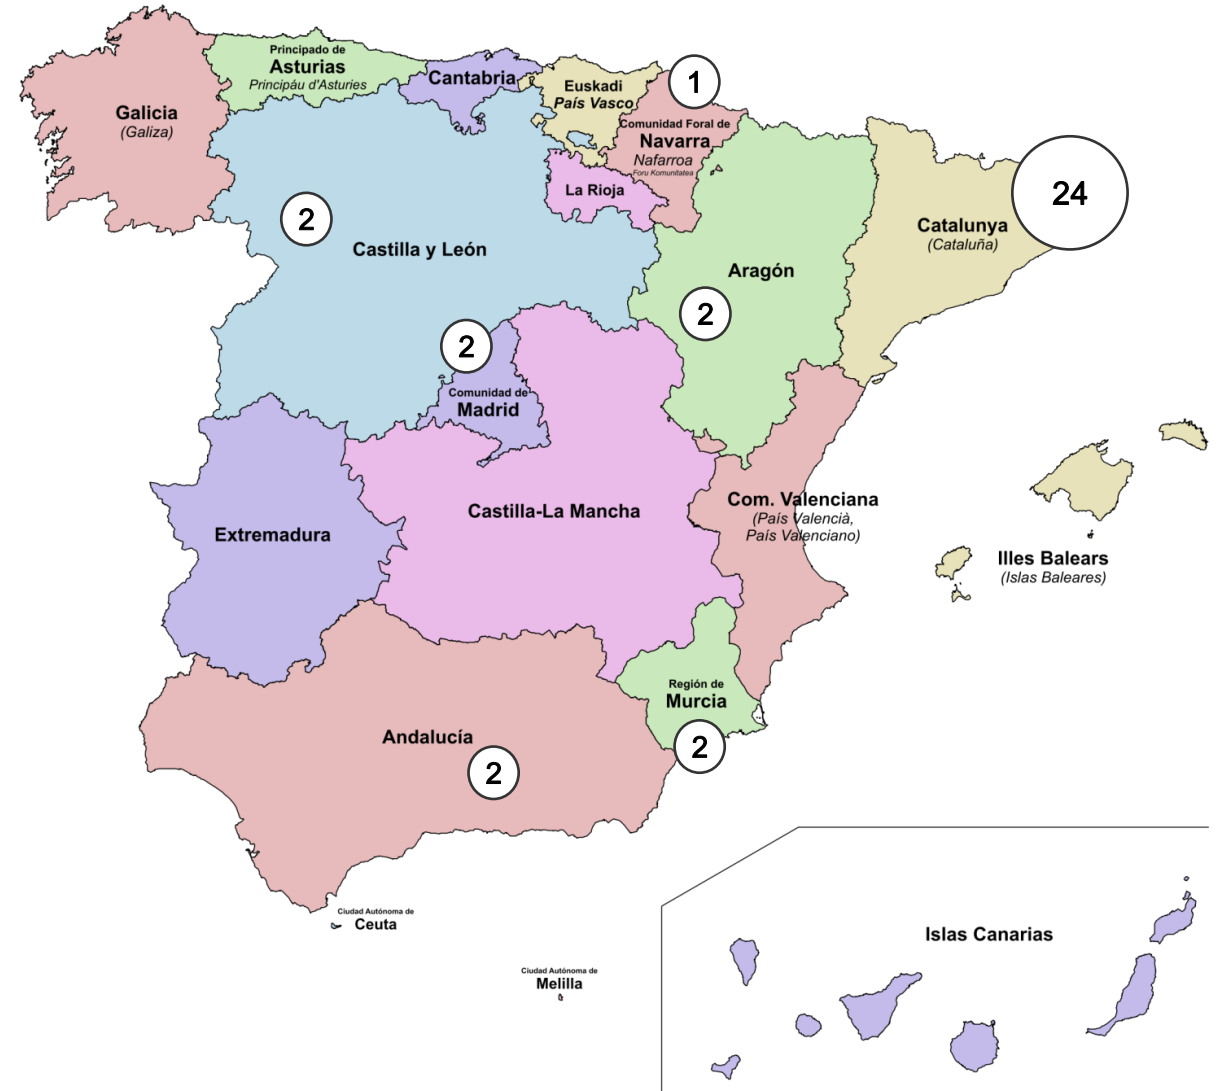 Principado de
Asturias
Principáu d'Asturies
Cantabria
Euskadi
País Vasco
1
Galicia
(Galiza)
Comunidad Foral de
Navarra
Nafarroa
Foru Komunitatea
La Rioja
24
2
Castilla y León
Catalunya
(Cataluña)
Aragón
2
2
Comunidad de
Madrid
Com. Valenciana
(País Valencià,
País Valenciano)
Castilla-La Mancha
Extremadura
Illes Balears
(Islas Baleares)
Región de
Murcia
2
Andalucía
2
Ciudad Autónoma de
Ceuta
Ciudad Autónoma de
Melilla
Islas Canarias